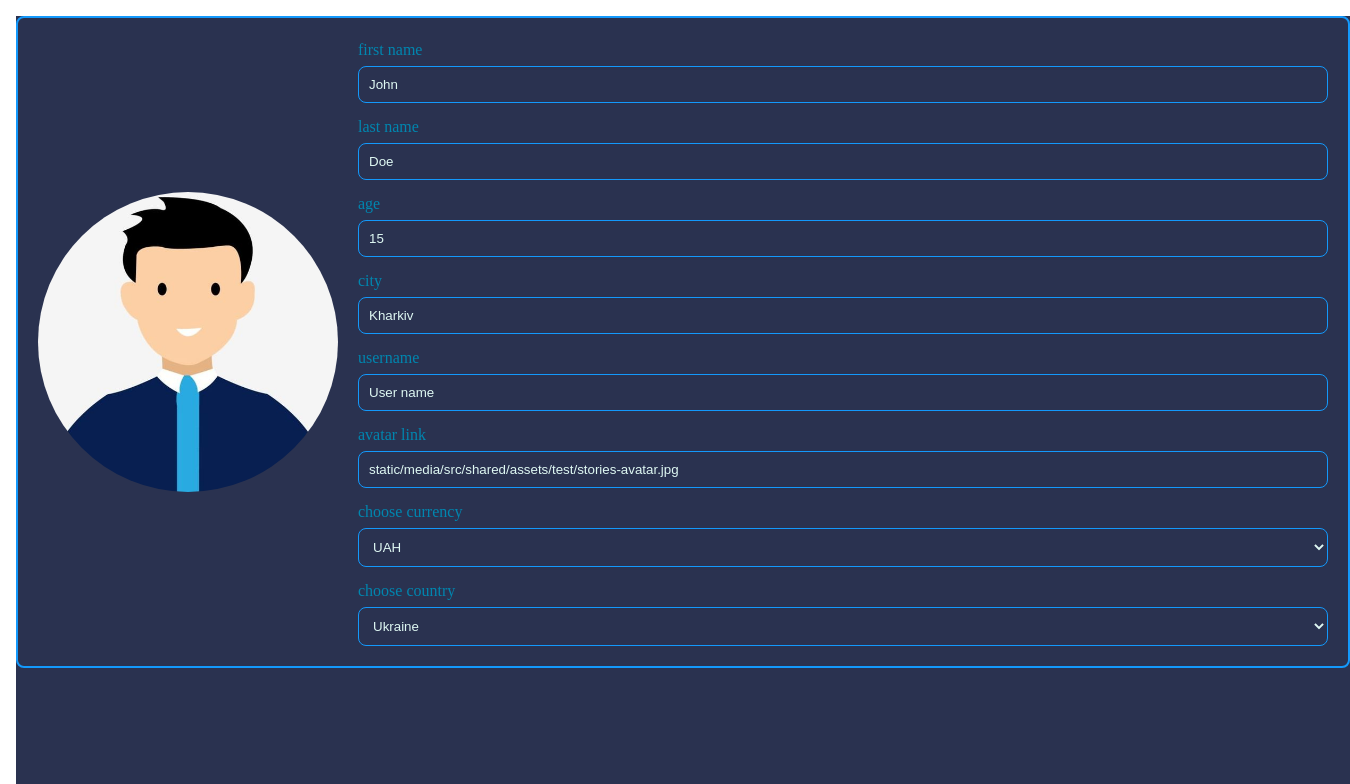 first name
John
last name
Doe
age
15
city
Kharkiv
username
User name
avatar link
static/media/src/shared/assets/test/stories-avatar.jpg
choose currency
UAH
choose country
Ukraine